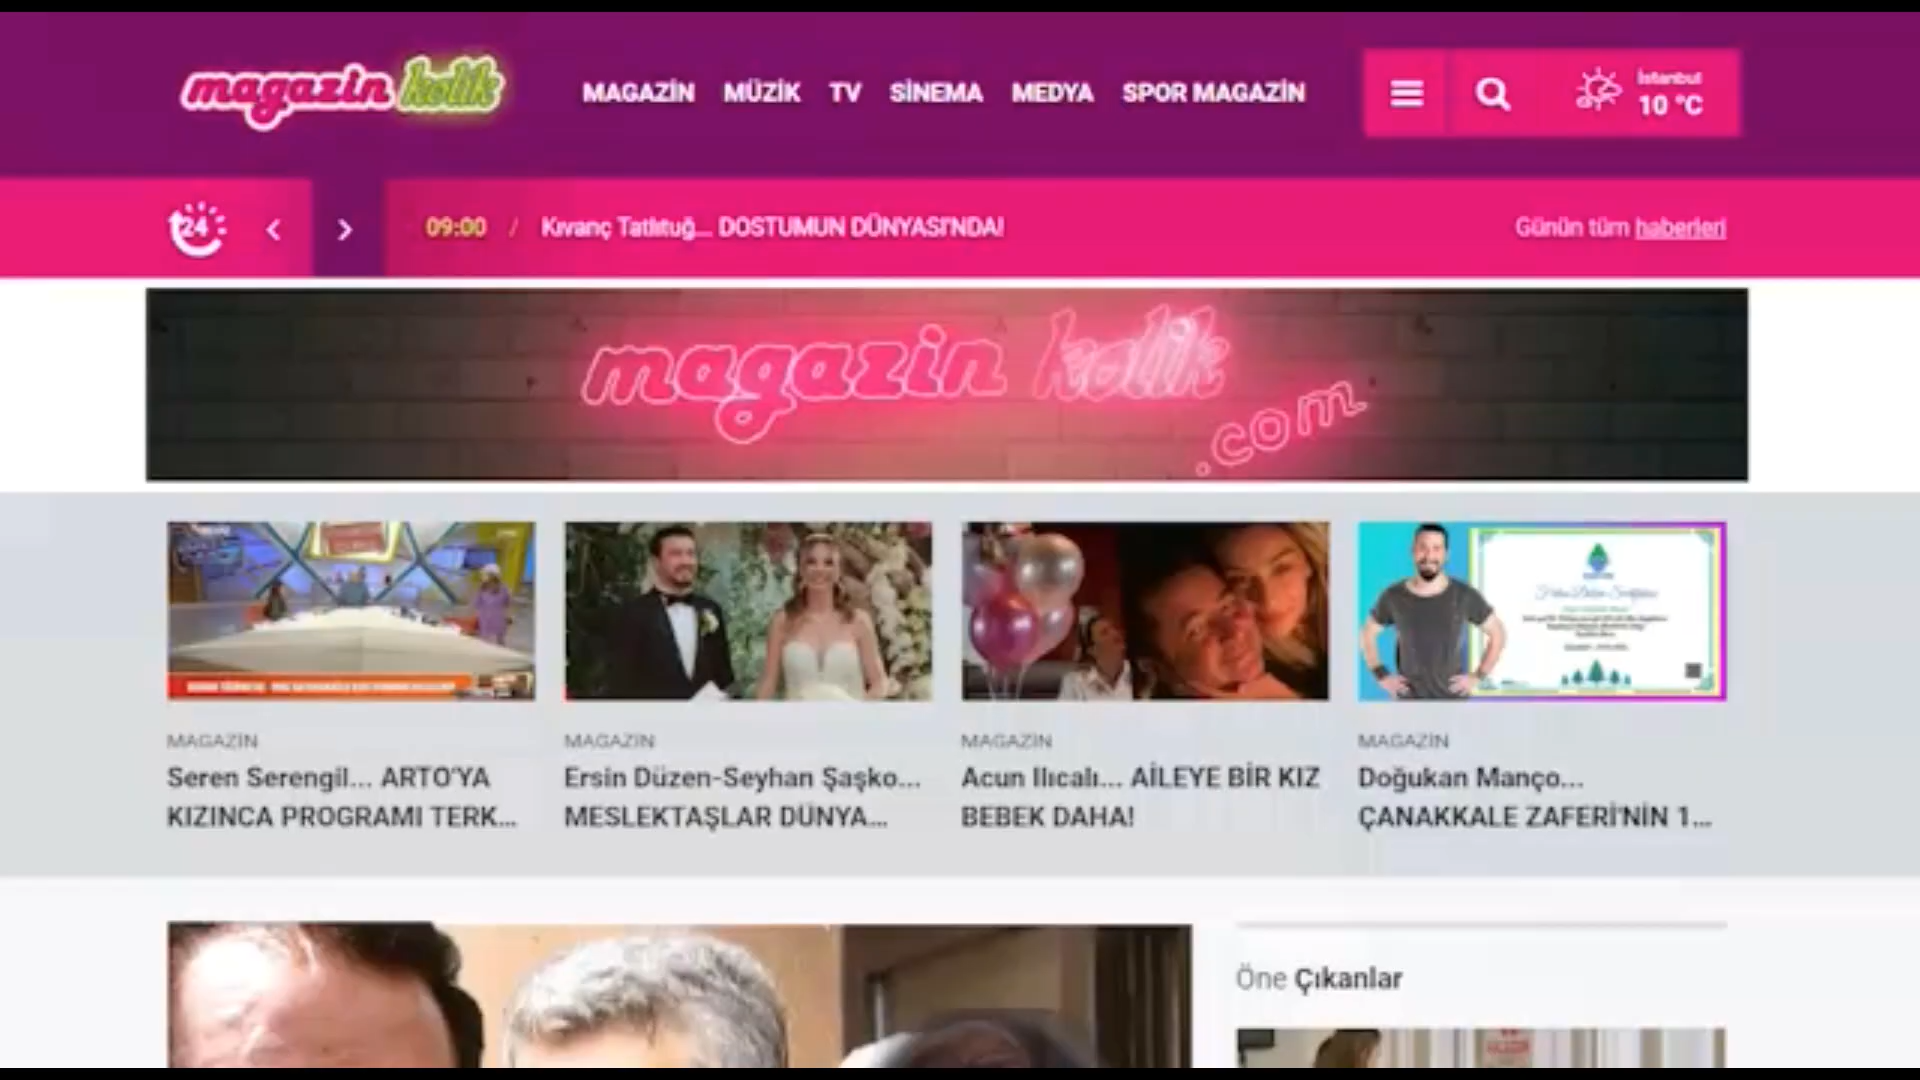 magazin kolik
MAGAZİN MÜZİK TV SİNEMA MEDYA SPOR MAGAZİN
İstanbul
10 °C
24
09:00 / Kıvanç Tatlıtuğ... DOSTUMUN DÜNYASI'NDA!
Günün tüm haberleri
magazin kolik
.com
MAGAZİN
Seren Serengil... ARTO'YA
KIZINCA PROGRAMI TERK...
MAGAZİN
Ersin Düzen-Seyhan Şaşko...
MESLEKTAŞLAR DÜNYA...
MAGAZİN
Acun Ilıcalı... AİLEYE BİR KIZ
BEBEK DAHA!
MAGAZİN
Doğukan Manço...
ÇANAKKALE ZAFERİ'NİN 1...
Öne Çıkanlar